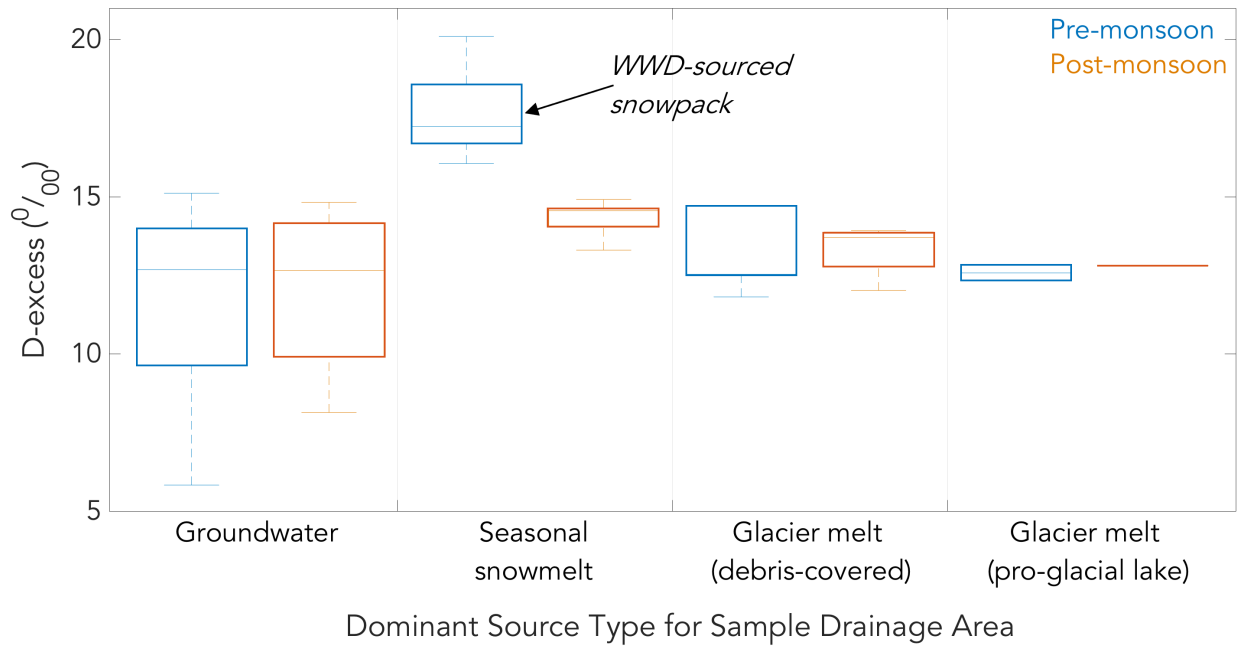 Pre-monsoon
Post-monsoon
WWD-sourced
snowpack
D-excess (⁰/₀₀)
20
15
10
5
Groundwater
Seasonal
snowmelt
Glacier melt
(debris-covered)
Glacier melt
(pro-glacial lake)
Dominant Source Type for Sample Drainage Area